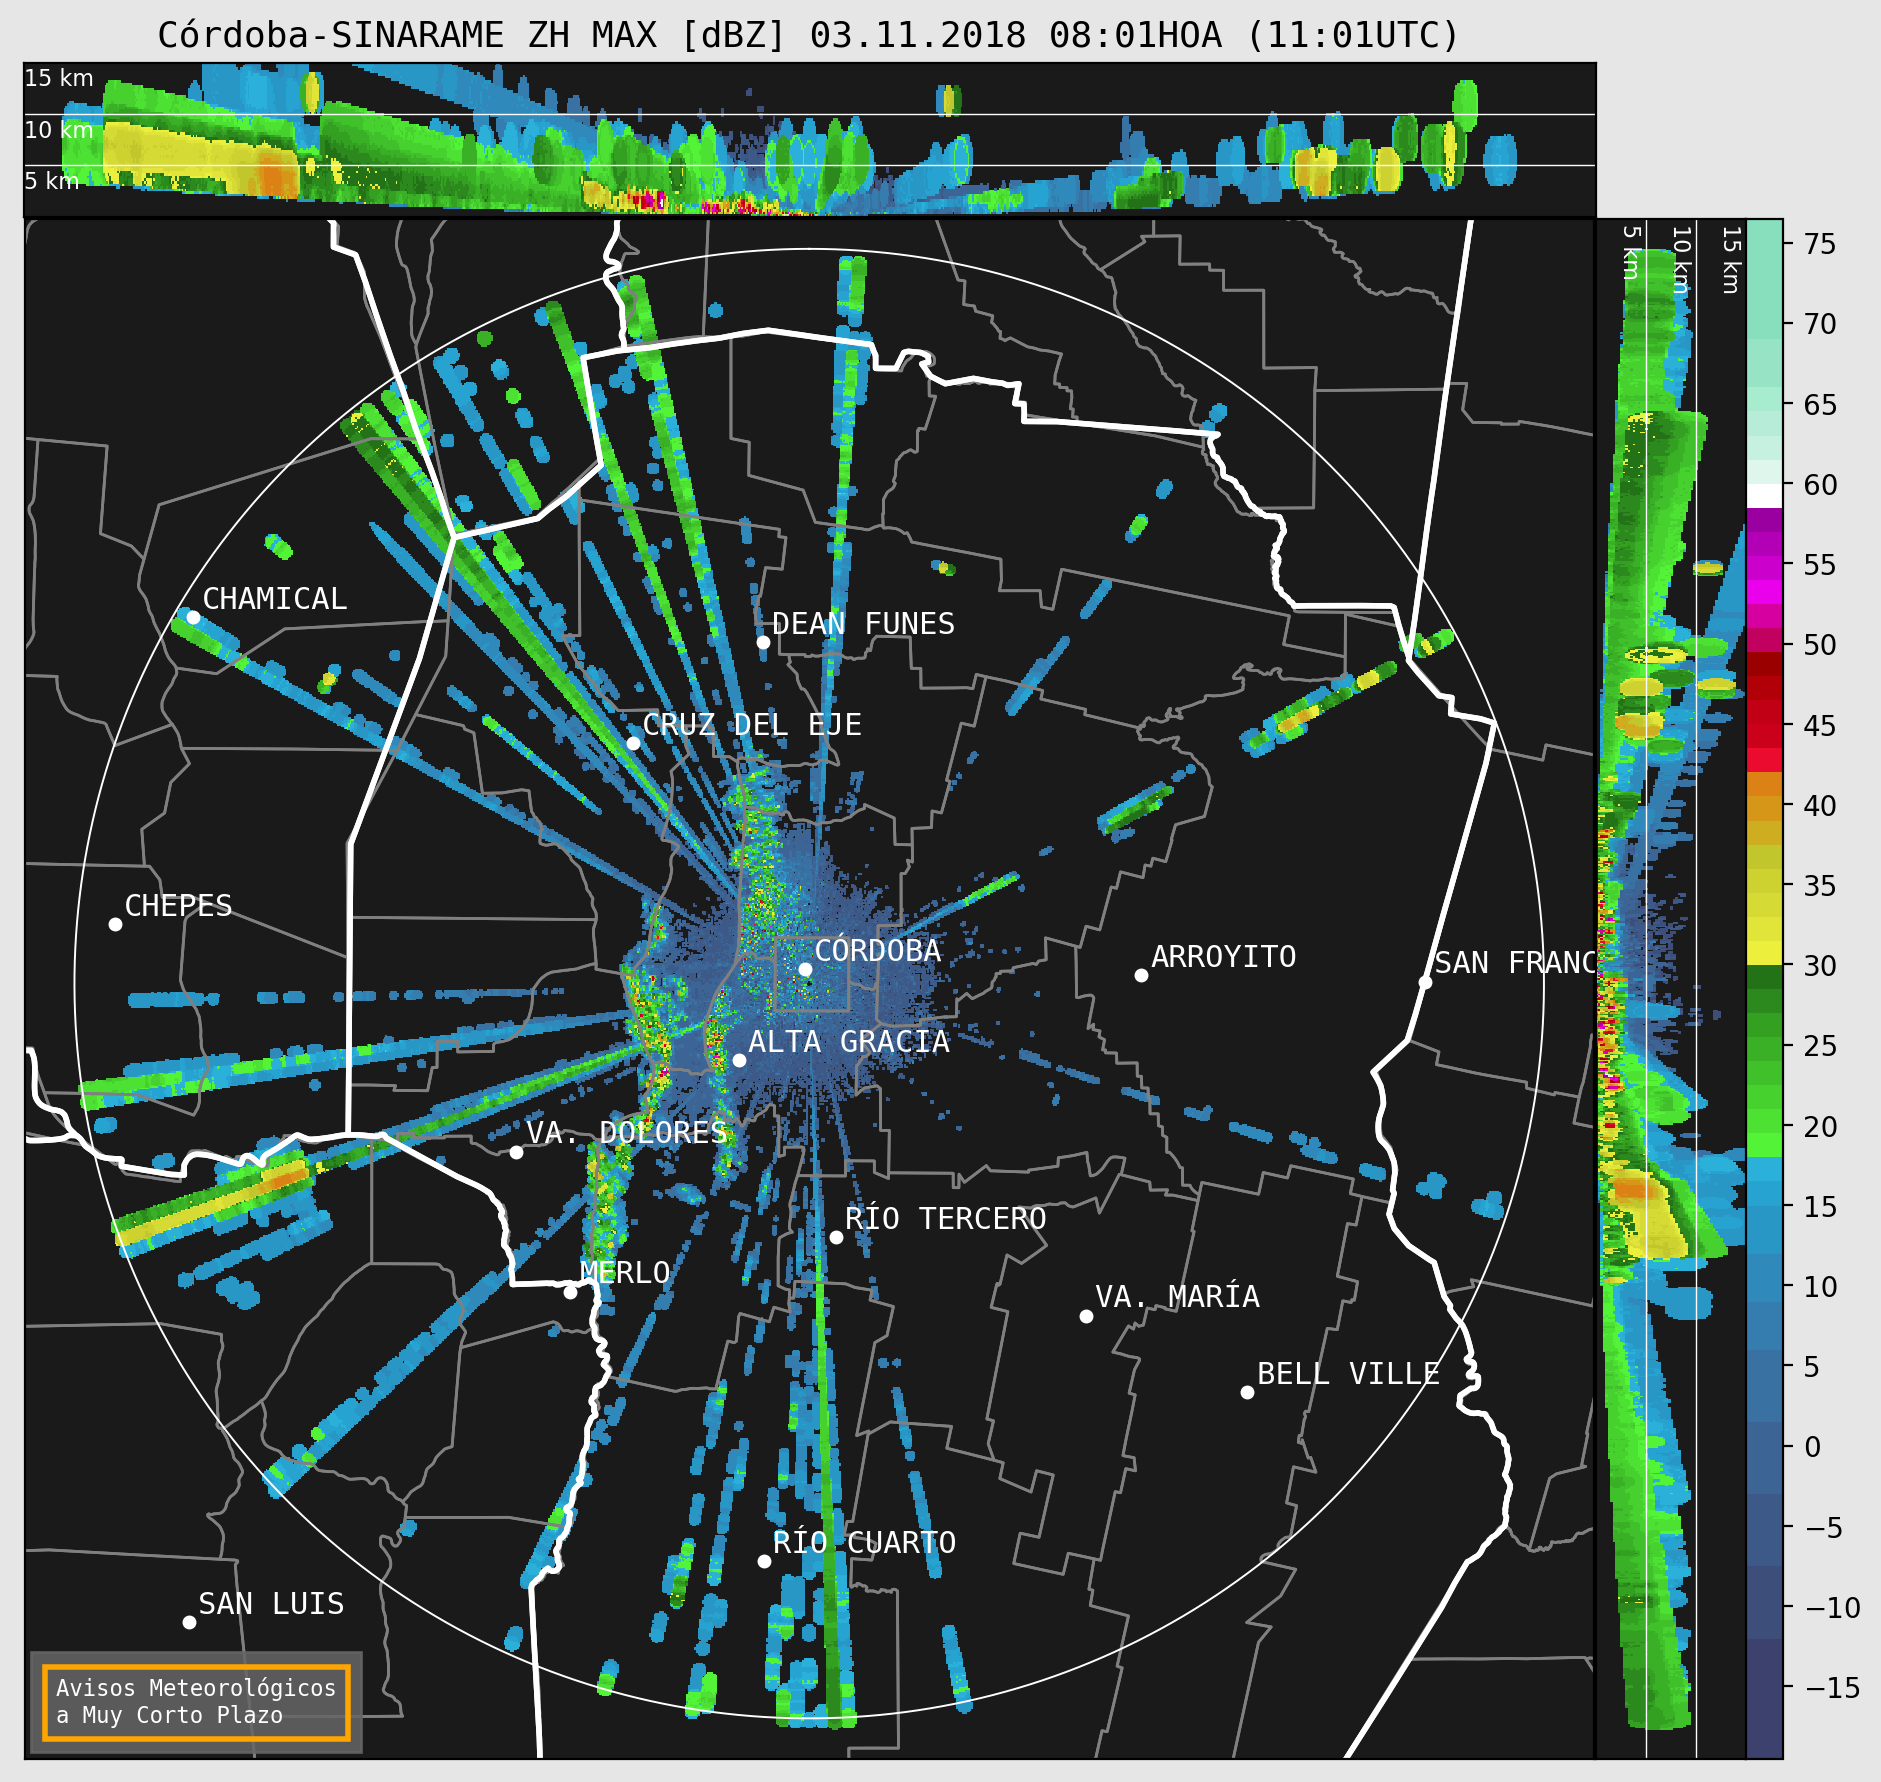 Córdoba-SINARAME ZH MAX [dBZ] 03.11.2018 08:01HOA (11:01UTC)
15 km
10 km
5 km
5 km
10 km
15 km
75
70
65
60
55
50
45
40
35
30
25
20
15
10
5
0
−5
−10
−15
CHAMICAL
DEAN FUNES
CRUZ DEL EJE
CHEPES
CÓRDOBA
ARROYITO
SAN FRANC
ALTA GRACIA
VA. DOLORES
RÍO TERCERO
MERLO
VA. MARÍA
BELL VILLE
RÍO CUARTO
SAN LUIS
Avisos Meteorológicos
a Muy Corto Plazo